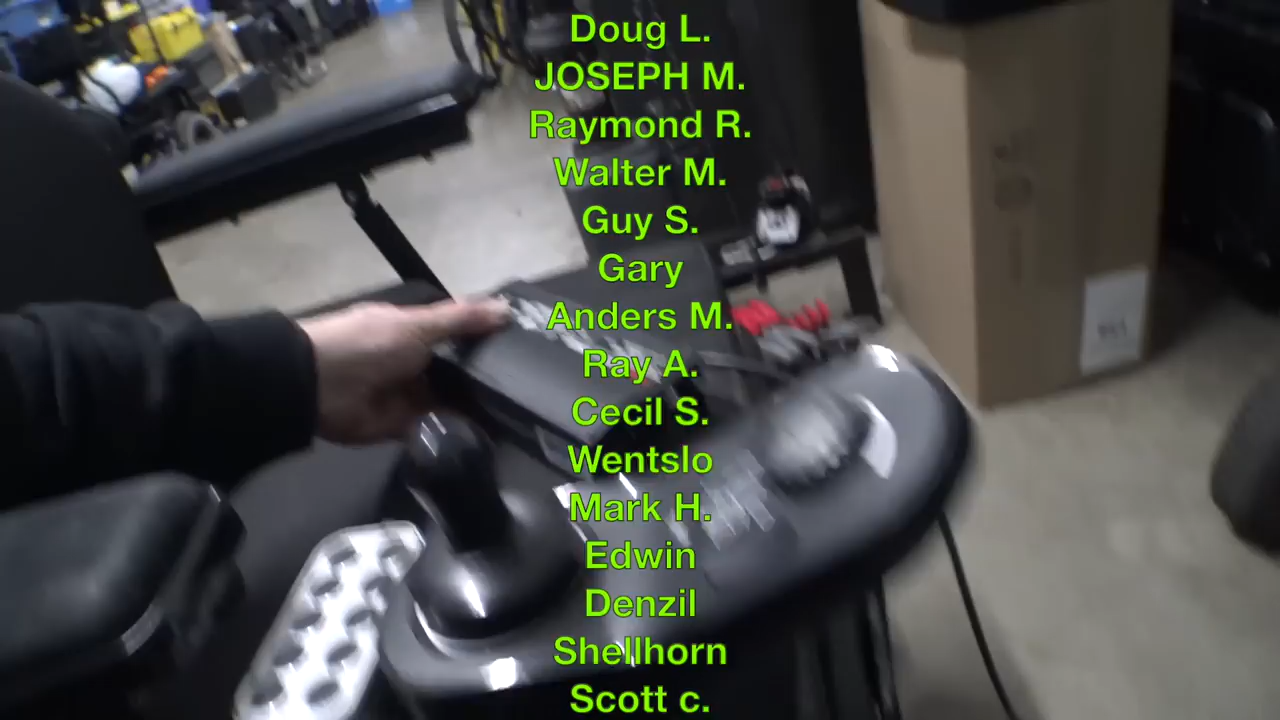 Doug L.
JOSEPH M.
Raymond R.
Walter M.
Guy S.
Gary
Anders M.
Ray A.
Cecil S.
Wentslo
Mark H.
Edwin
Denzil
Shellhorn
Scott c.